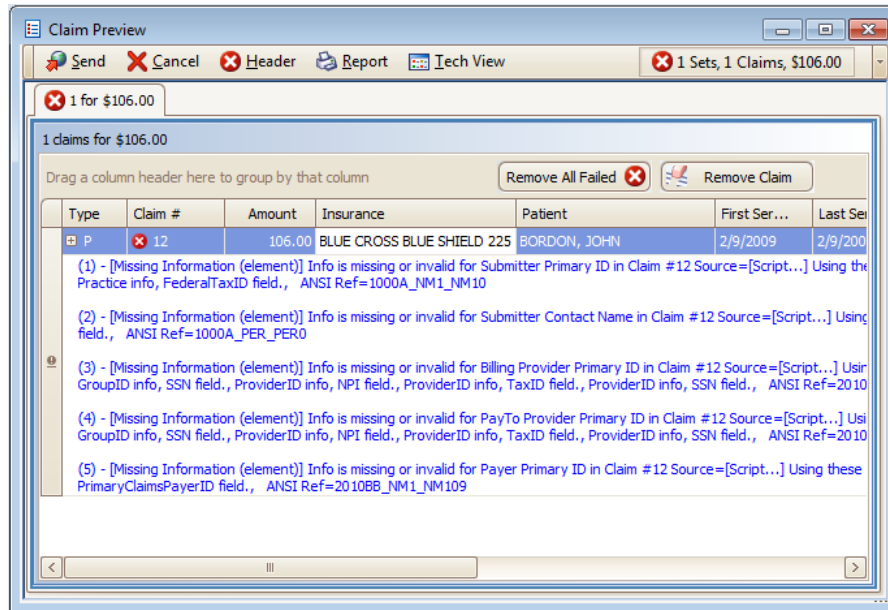 Claim Preview
Send Cancel Header Report Tech View 1 Sets, 1 Claims, $106.00
1 for $106.00
1 claims for $106.00
Drag a column header here to group by that column Remove All Failed Remove Claim
Type Claim # Amount Insurance Patient First Ser... Last Ser
P 12 106.00 BLUE CROSS BLUE SHIELD 225 BORDON, JOHN 2/9/2009 2/9/200
(1) - [Missing Information (element)] Info is missing or invalid for Submitter Primary ID in Claim #12 Source=[Script...] Using the
Practice info, FederalTaxID field., ANSI Ref=1000A_NM1_NM10
(2) - [Missing Information (element)] Info is missing or invalid for Submitter Contact Name in Claim #12 Source=[Script...] Using
field., ANSI Ref=1000A_PER_PER0
(3) - [Missing Information (element)] Info is missing or invalid for Billing Provider Primary ID in Claim #12 Source=[Script...] Usin
GroupID info, SSN field., ProviderID info, NPI field., ProviderID info, TaxID field., ProviderID info, SSN field., ANSI Ref=2010
(4) - [Missing Information (element)] Info is missing or invalid for PayTo Provider Primary ID in Claim #12 Source=[Script...] Usi
GroupID info, SSN field., ProviderID info, NPI field., ProviderID info, TaxID field., ProviderID info, SSN field., ANSI Ref=2010
(5) - [Missing Information (element)] Info is missing or invalid for Payer Primary ID in Claim #12 Source=[Script...] Using these
PrimaryClaimsPayerID field., ANSI Ref=2010BB_NM1_NM109